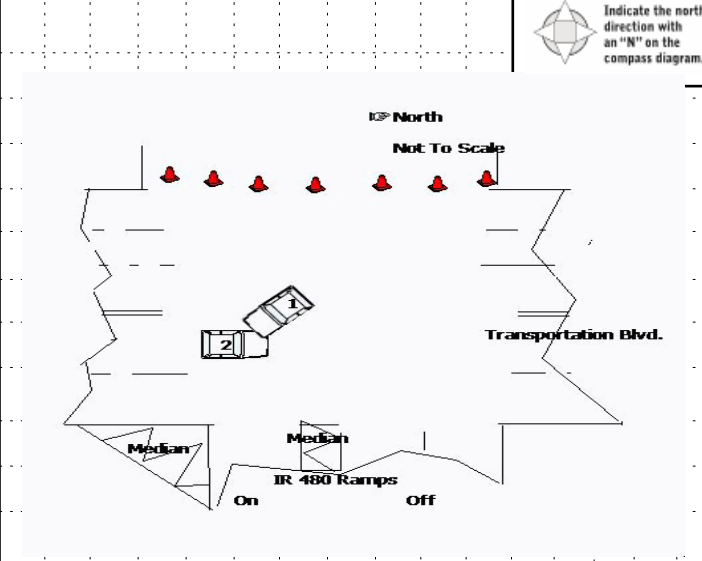 Indicate the north
direction with
an "N" on the
compass diagram.
North
Not To Scale
1
2
Transportation Blvd.
Median
Median
IR 480 Ramps
On
Off